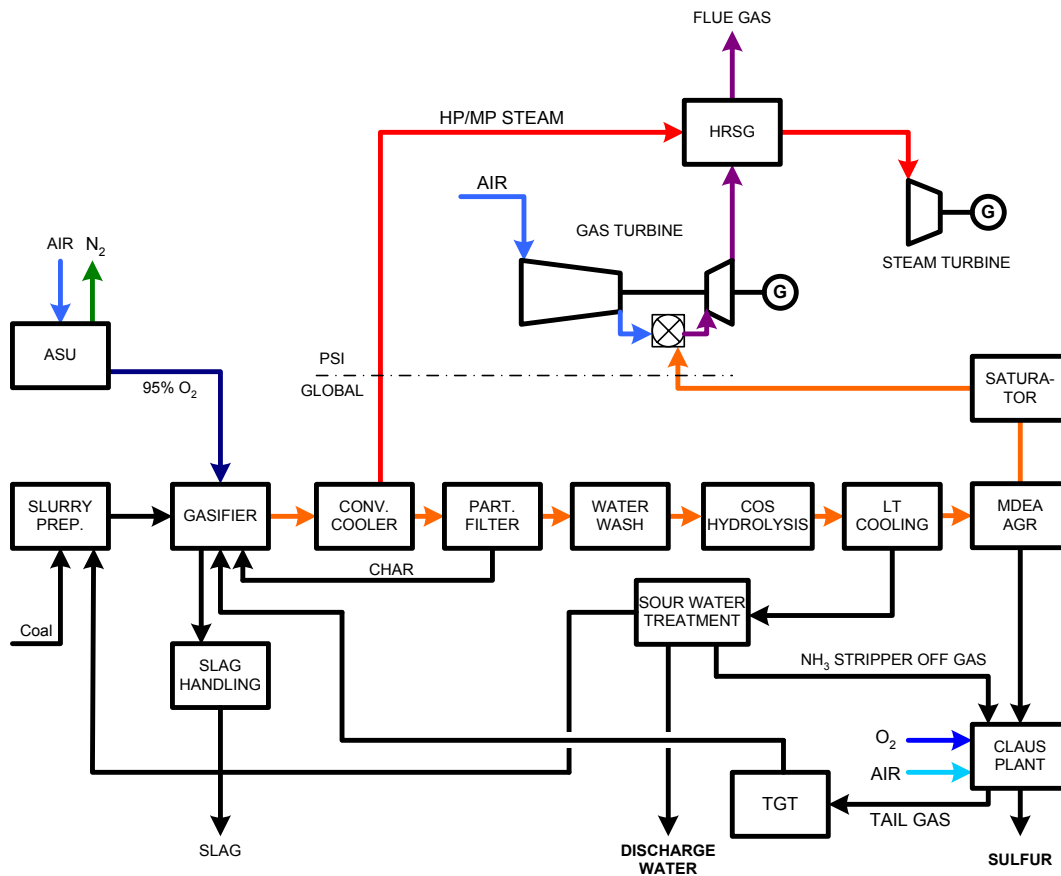 FLUE GAS
HP/MP STEAM
HRSG
AIR
GAS TURBINE
G
STEAM TURBINE
AIR
N₂
G
ASU
PSI
GLOBAL
95% O₂
SATURA-
TOR
SLURRY
PREP.
GASIFIER
CONV.
COOLER
PART.
FILTER
WATER
WASH
COS
HYDROLYSIS
LT
COOLING
MDEA
AGR
CHAR
SOUR WATER
TREATMENT
Coal
SLAG
HANDLING
NH₃ STRIPPER OFF GAS
O₂
AIR
CLAUS
PLANT
TGT
TAIL GAS
SLAG
DISCHARGE
WATER
SULFUR